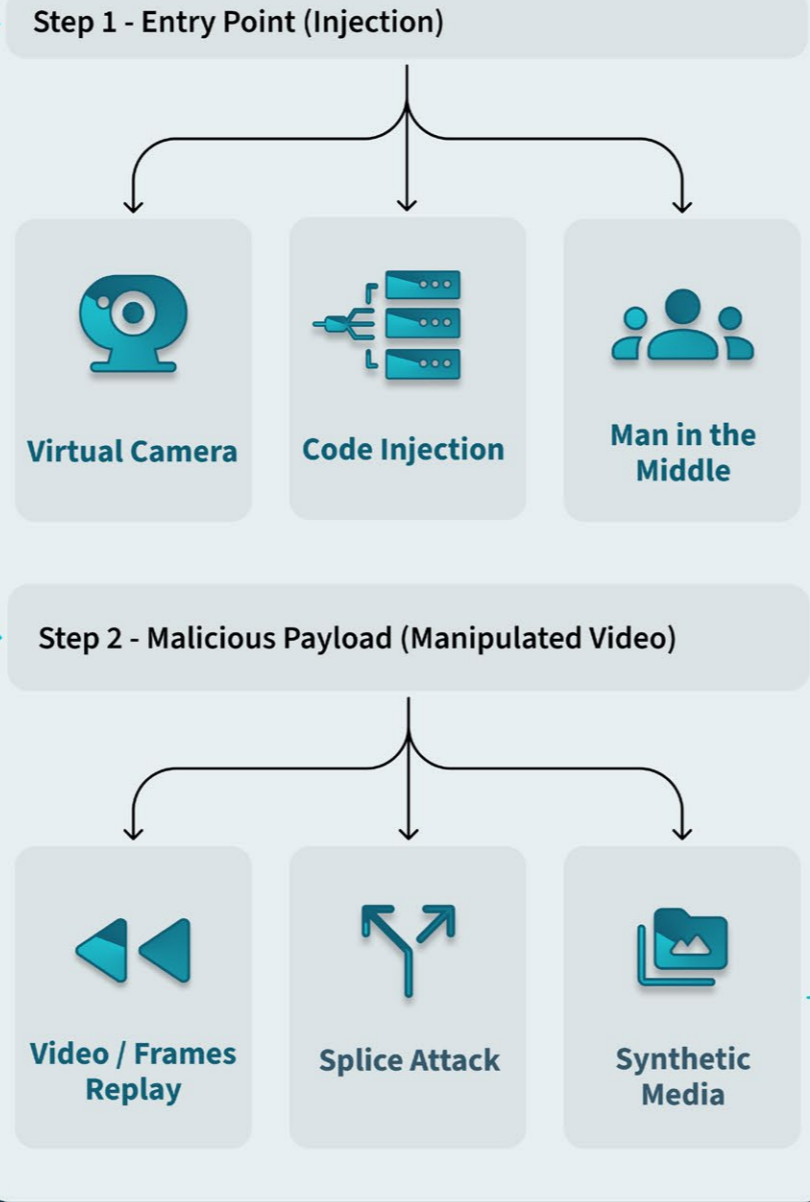 Step 1 - Entry Point (Injection)
Virtual Camera
Code Injection
Man in the
Middle
Step 2 - Malicious Payload (Manipulated Video)
Video / Frames
Replay
Splice Attack
Synthetic
Media